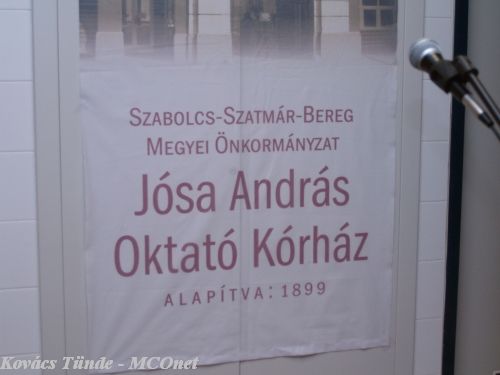 SZABOLCS-SZATMÁR-BEREG
MEGYEI ÖNKORMÁNYZAT
Jósa András
Oktató Kórház
ALAPÍTVA: 1899
Kovács Tünde - MCOnet